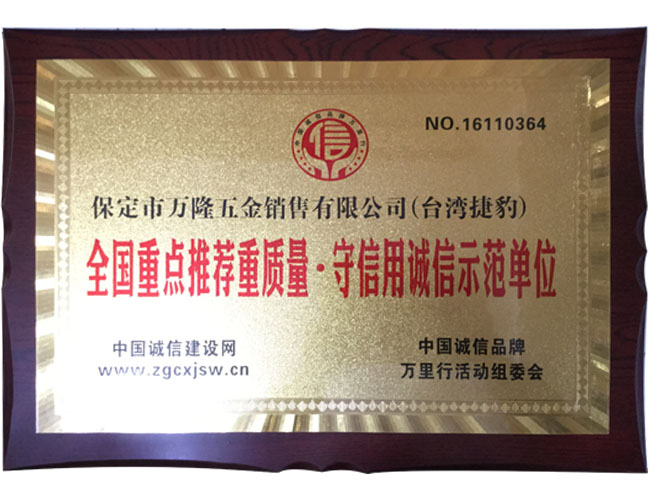 信
NO.16110364
保定市万隆五金销售有限公司(台湾捷豹)
全国重点推荐重质量·守信用诚信示范单位
中国诚信建设网
www.zgcxjsw.cn
中国诚信品牌
万里行活动组委会